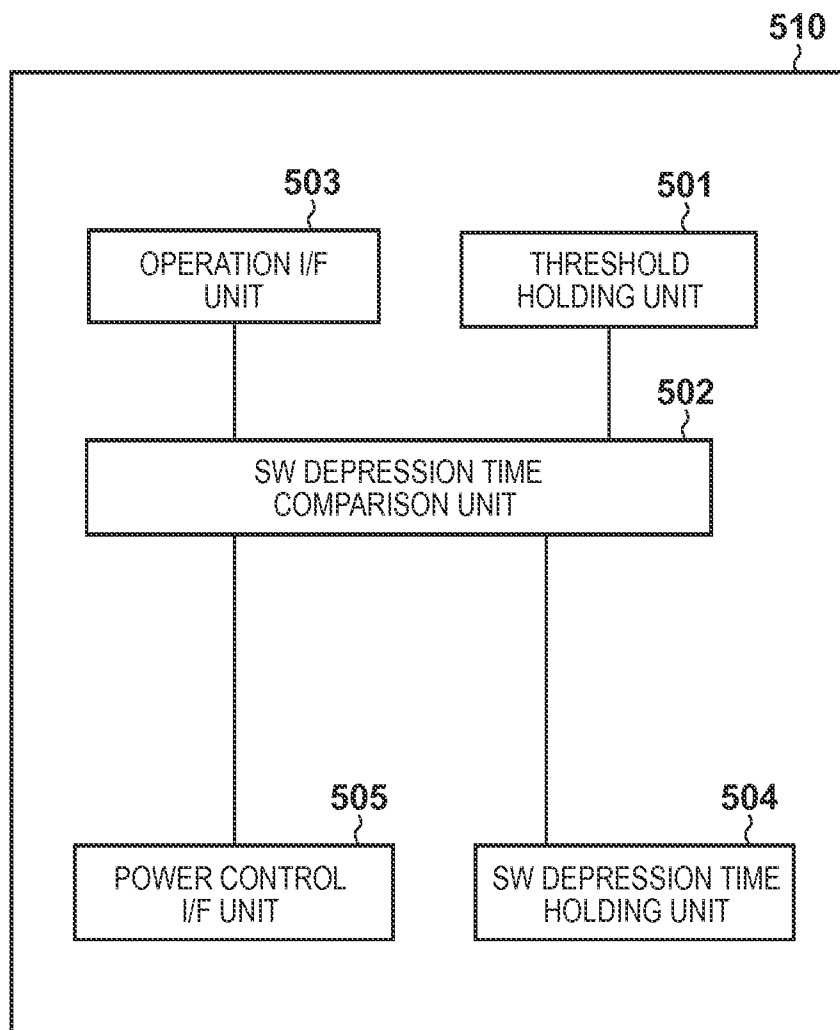 510
503
501
OPERATION I/F
UNIT
THRESHOLD
HOLDING UNIT
502
SW DEPRESSION TIME
COMPARISON UNIT
505
504
POWER CONTROL
I/F UNIT
SW DEPRESSION TIME
HOLDING UNIT